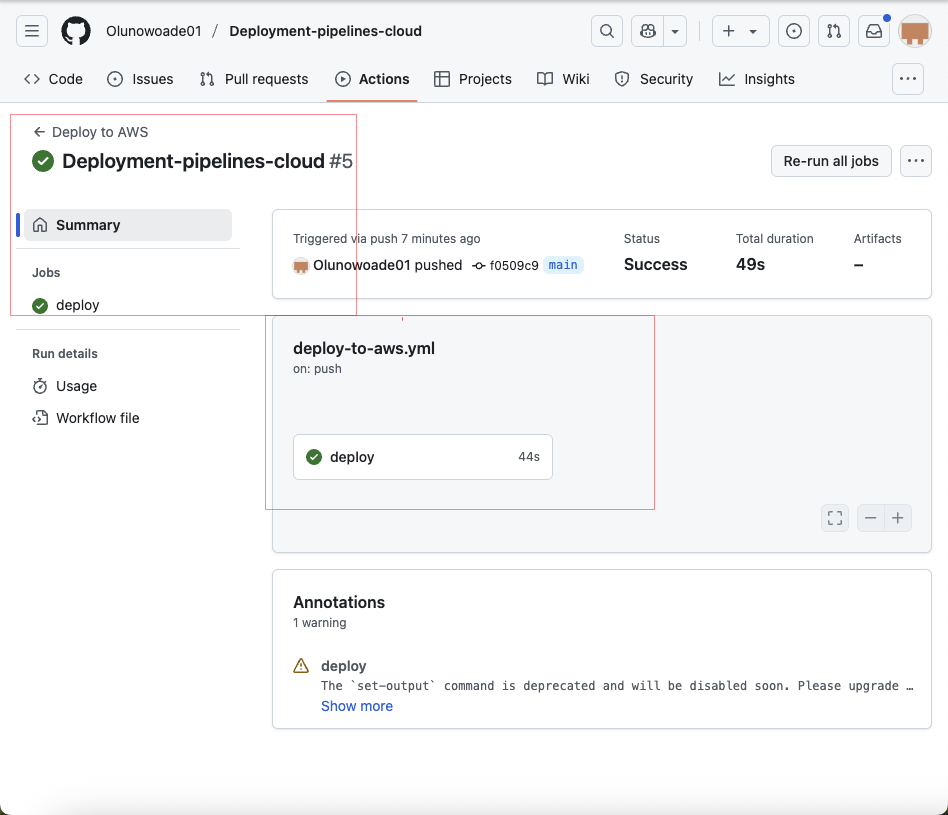 Olunowoade01 / Deployment-pipelines-cloud
Code Issues Pull requests Actions Projects Wiki Security Insights
Deploy to AWS
Deployment-pipelines-cloud #5
Re-run all jobs
Summary
Jobs
deploy
Run details
Usage
Workflow file
Triggered via push 7 minutes ago
Olunowoade01 pushed f0509c9 main
Status
Success
Total duration
49s
Artifacts
–
deploy-to-aws.yml
on: push
deploy 44s
Annotations
1 warning
deploy
The `set-output` command is deprecated and will be disabled soon. Please upgrade …
Show more